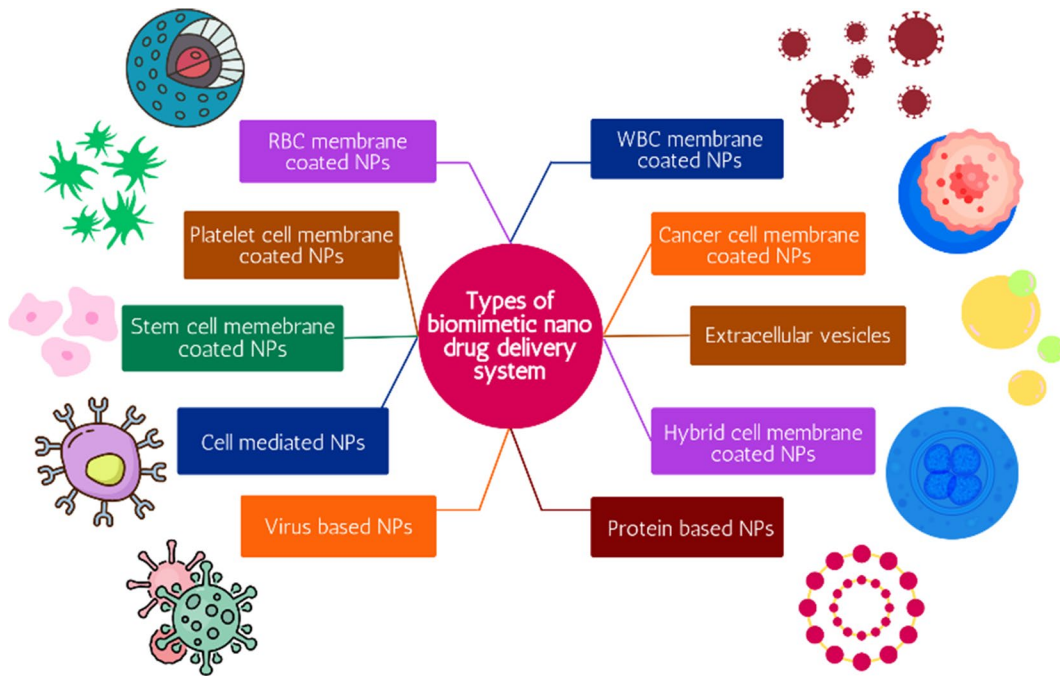 RBC membrane
coated NPs
WBC membrane
coated NPs
Platelet cell membrane
coated NPs
Cancer cell membrane
coated NPs
Types of
biomimetic nano
drug delivery
system
Stem cell memebrane
coated NPs
Extracellular vesicles
Cell mediated NPs
Hybrid cell membrane
coated NPs
Virus based NPs
Protein based NPs